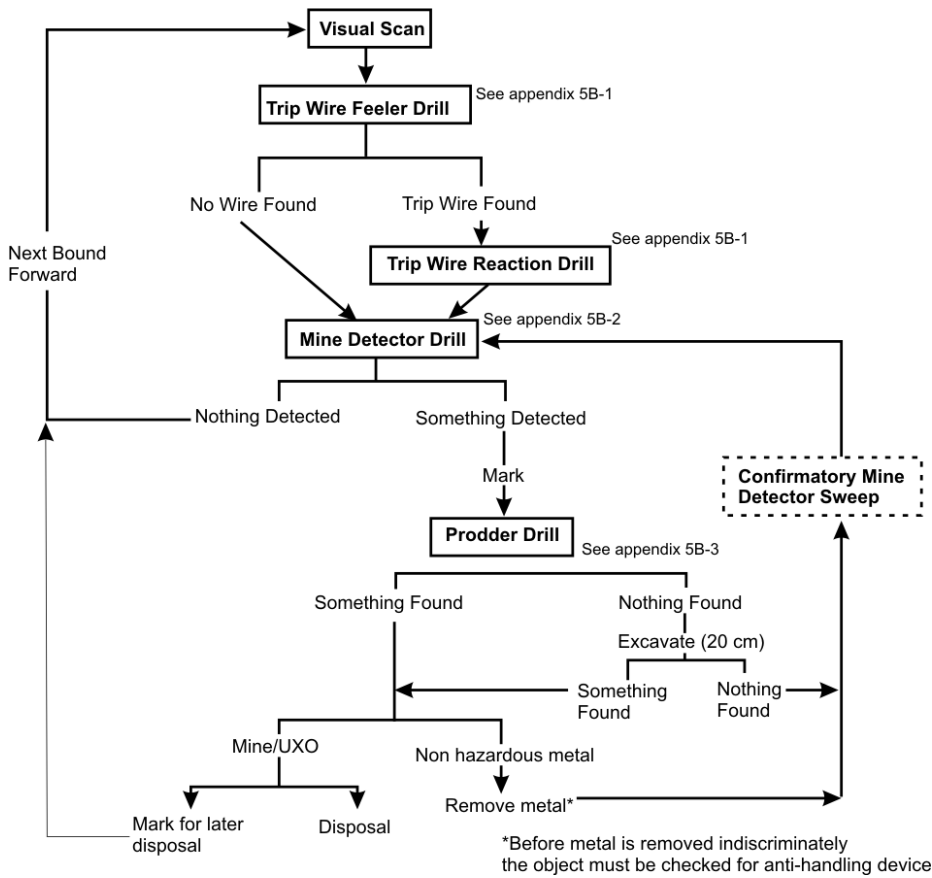 Visual Scan
See appendix 5B-1
Trip Wire Feeler Drill
No Wire Found
Trip Wire Found
See appendix 5B-1
Next Bound
Forward
Trip Wire Reaction Drill
See appendix 5B-2
Mine Detector Drill
Nothing Detected
Something Detected
Mark
Confirmatory Mine
Detector Sweep
Prodder Drill
See appendix 5B-3
Something Found
Nothing Found
Excavate (20 cm)
Something
Found
Nothing
Found
Mine/UXO
Non hazardous metal
Remove metal*
Mark for later
disposal
Disposal
*Before metal is removed indiscriminately
the object must be checked for anti-handling device